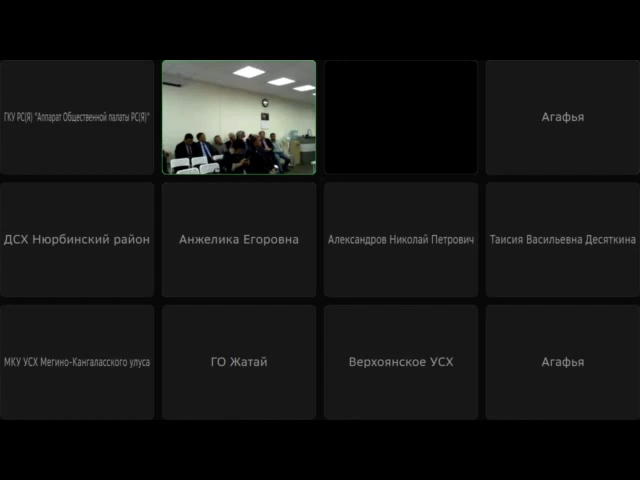 ГКУ РС(Я) "Аппарат Общественной палаты РС(Я)"
Агафья
ДСХ Нюрбинский район
Анжелика Егоровна
Александров Николай Петрович
Таисия Васильевна Десяткина
МКУ УСХ Мегино-Кангаласского улуса
ГО Жатай
Верхоянское УСХ
Агафья